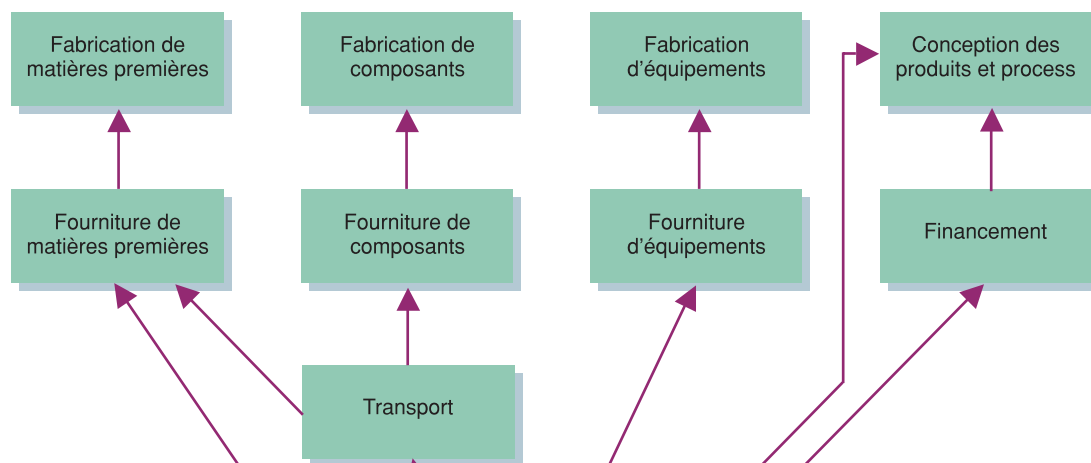 Fabrication de
matières premières
Fabrication de
composants
Fabrication
d'équipements
Conception des
produits et process
Fourniture de
matières premières
Fourniture de
composants
Fourniture
d'équipements
Financement
Transport